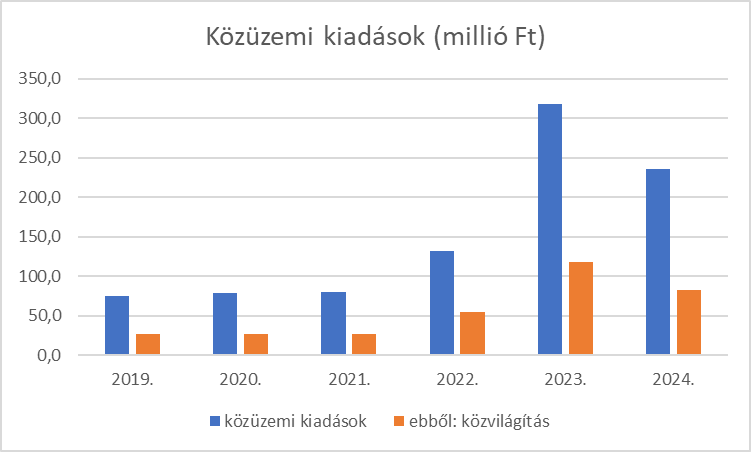 Közüzemi kiadások (millió Ft)
350,0
300,0
250,0
200,0
150,0
100,0
50,0
0,0
2019. 2020. 2021. 2022. 2023. 2024.
közüzemi kiadások ebből: közvilágítás